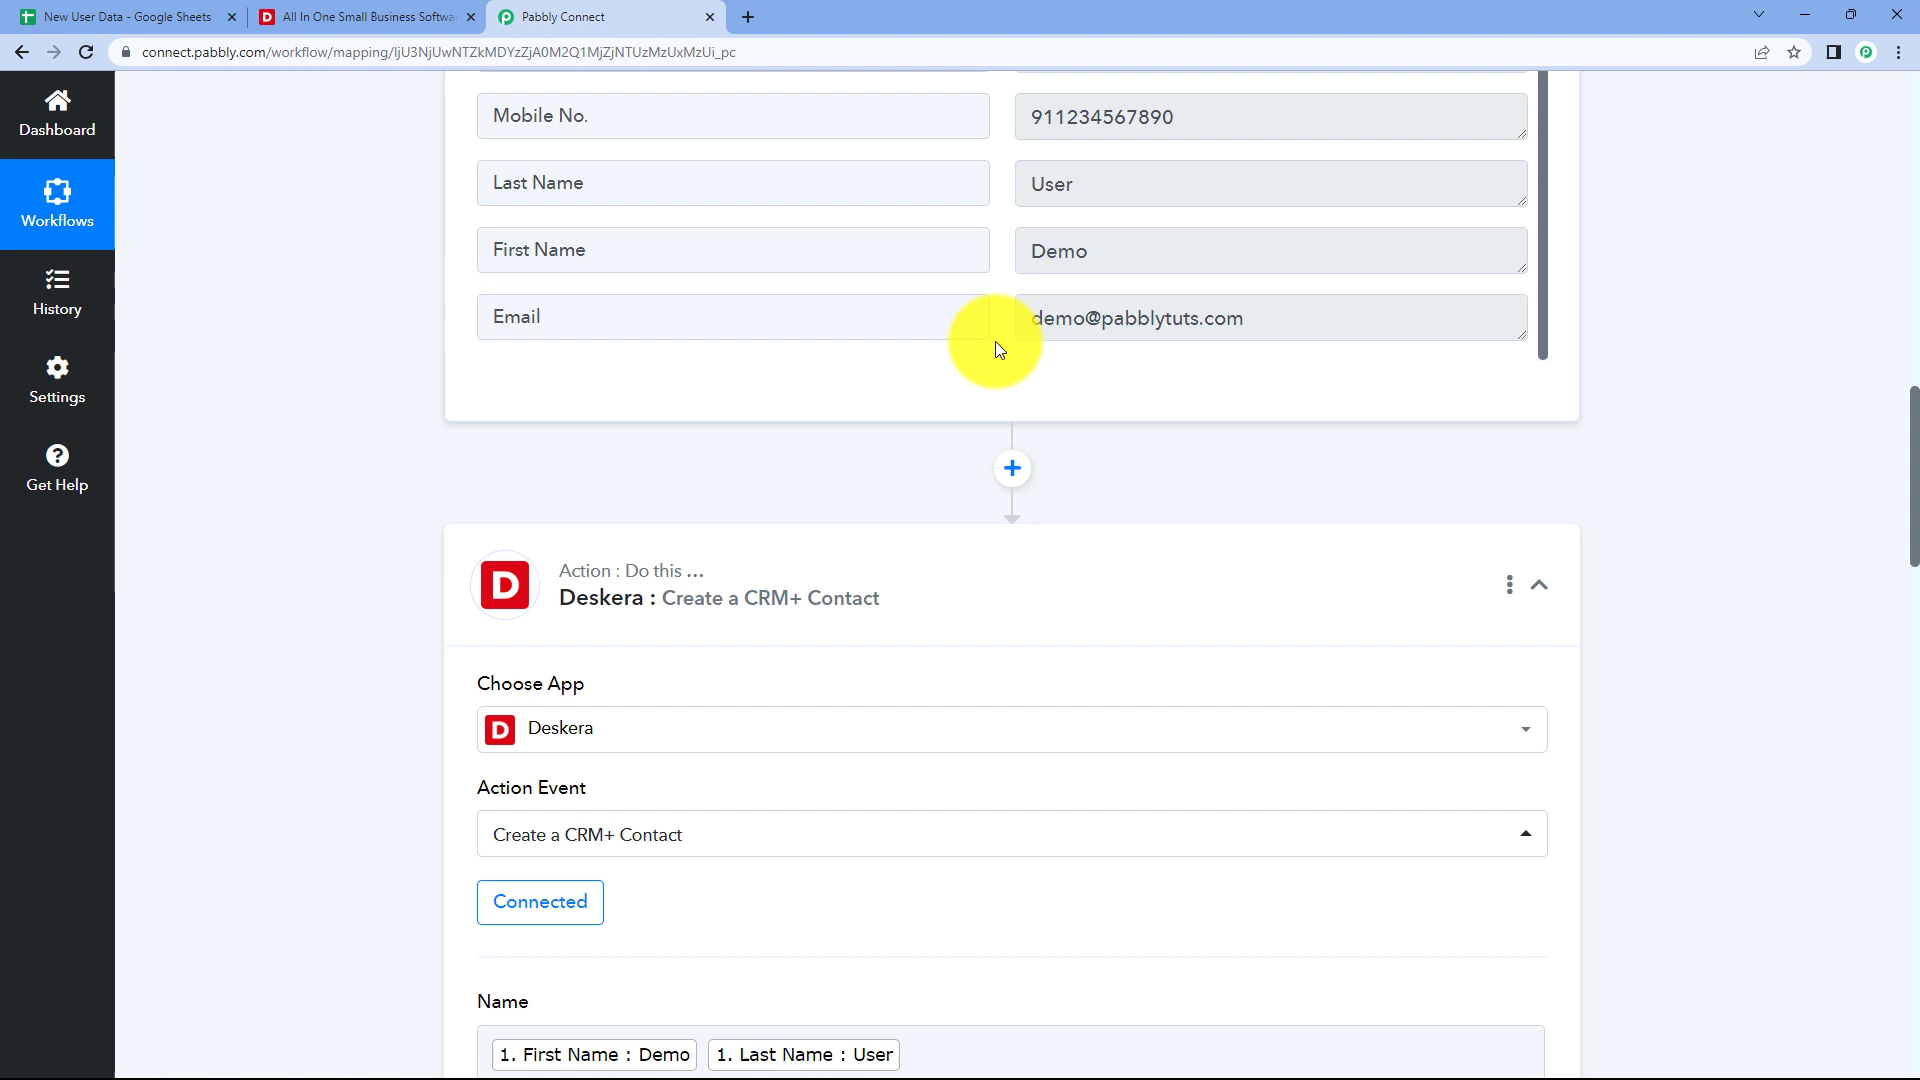 New User Data - Google Sheets
All In One Small Business Softwa
Pabbly Connect
connect.pabbly.com/workflow/mapping/IjU3NjUwNTZkMDYzZjA0M2Q1MjZjNTUzMzUxMzUi_pc
Dashboard
Workflows
History
Settings
Get Help
Mobile No.
911234567890
Last Name
User
First Name
Demo
Email
demo@pabblytuts.com
Action : Do this ...
Deskera : Create a CRM+ Contact
Choose App
Deskera
Action Event
Create a CRM+ Contact
Connected
Name
1. First Name : Demo 1. Last Name : User